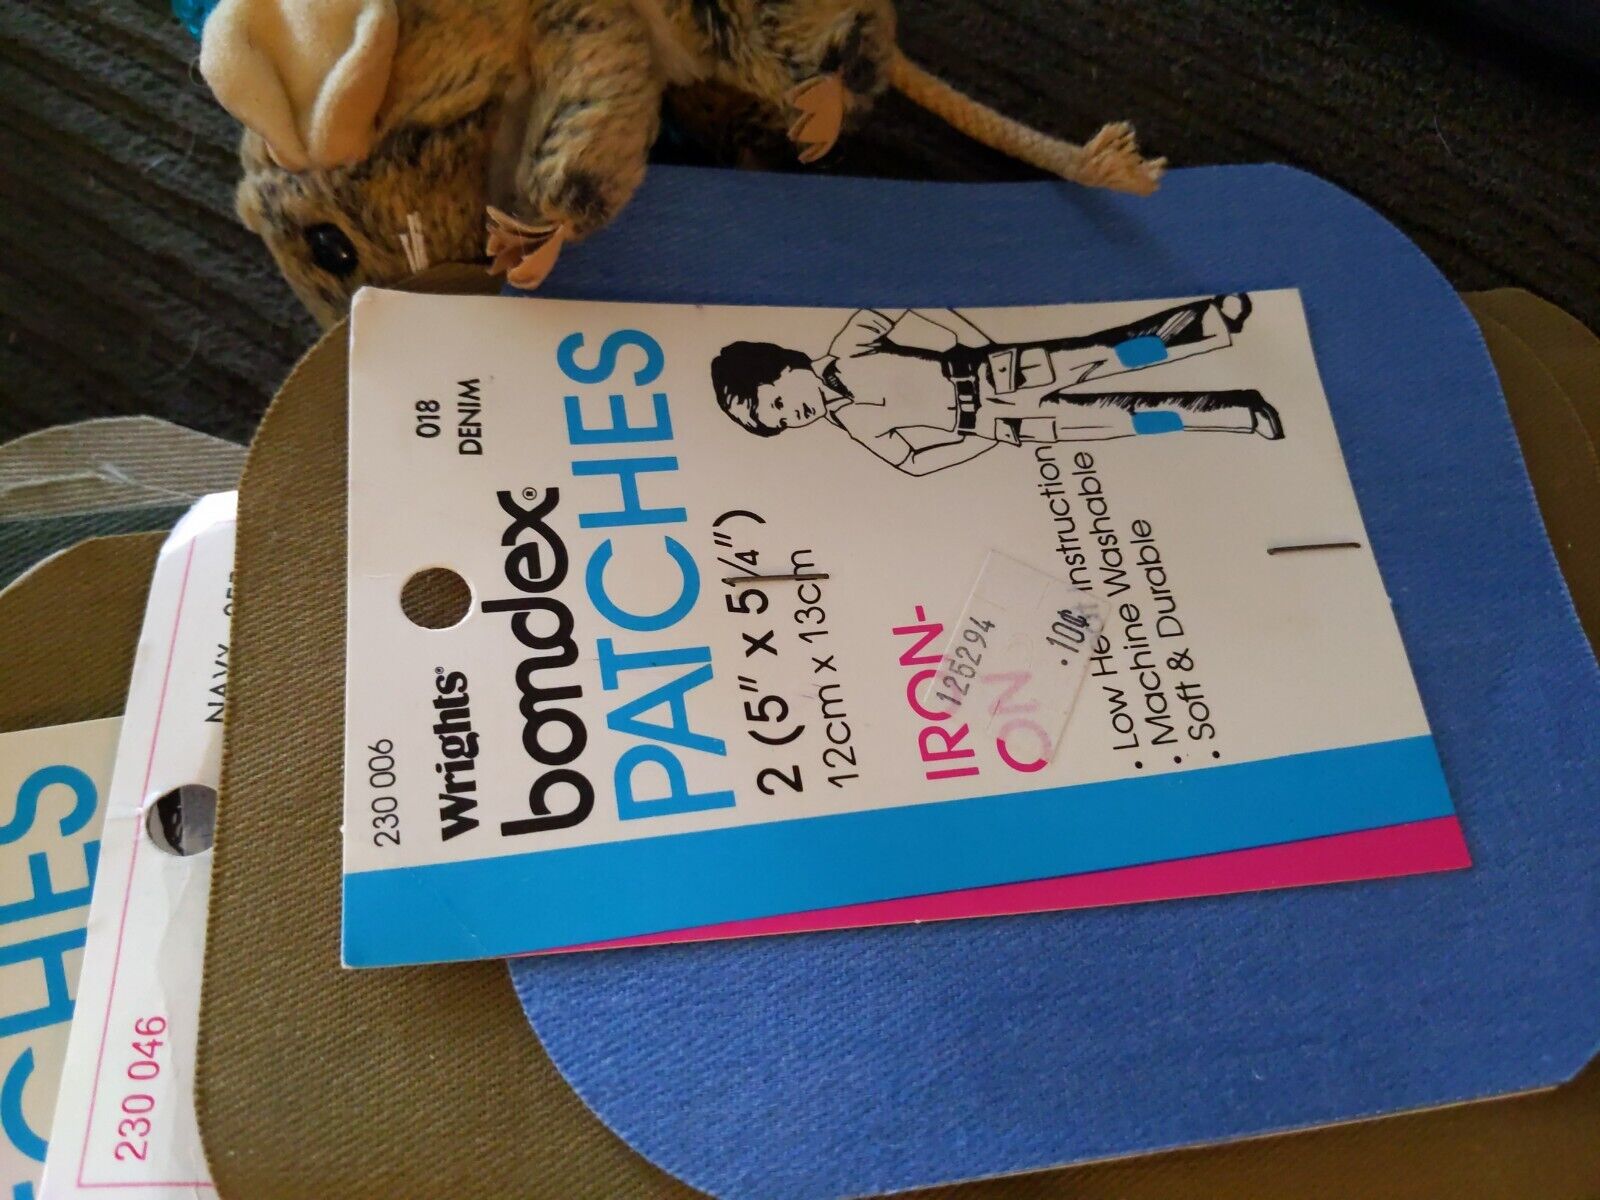 230 006
018
DENIM
Wrights®
bondex®
PATCHES
2 (5" x 5¼")
12cm x 13cm
IRON-
ON
125294
.10¢
• Low Heat Instruction
• Machine Washable
• Soft & Durable
NAVY
230 046
CHES